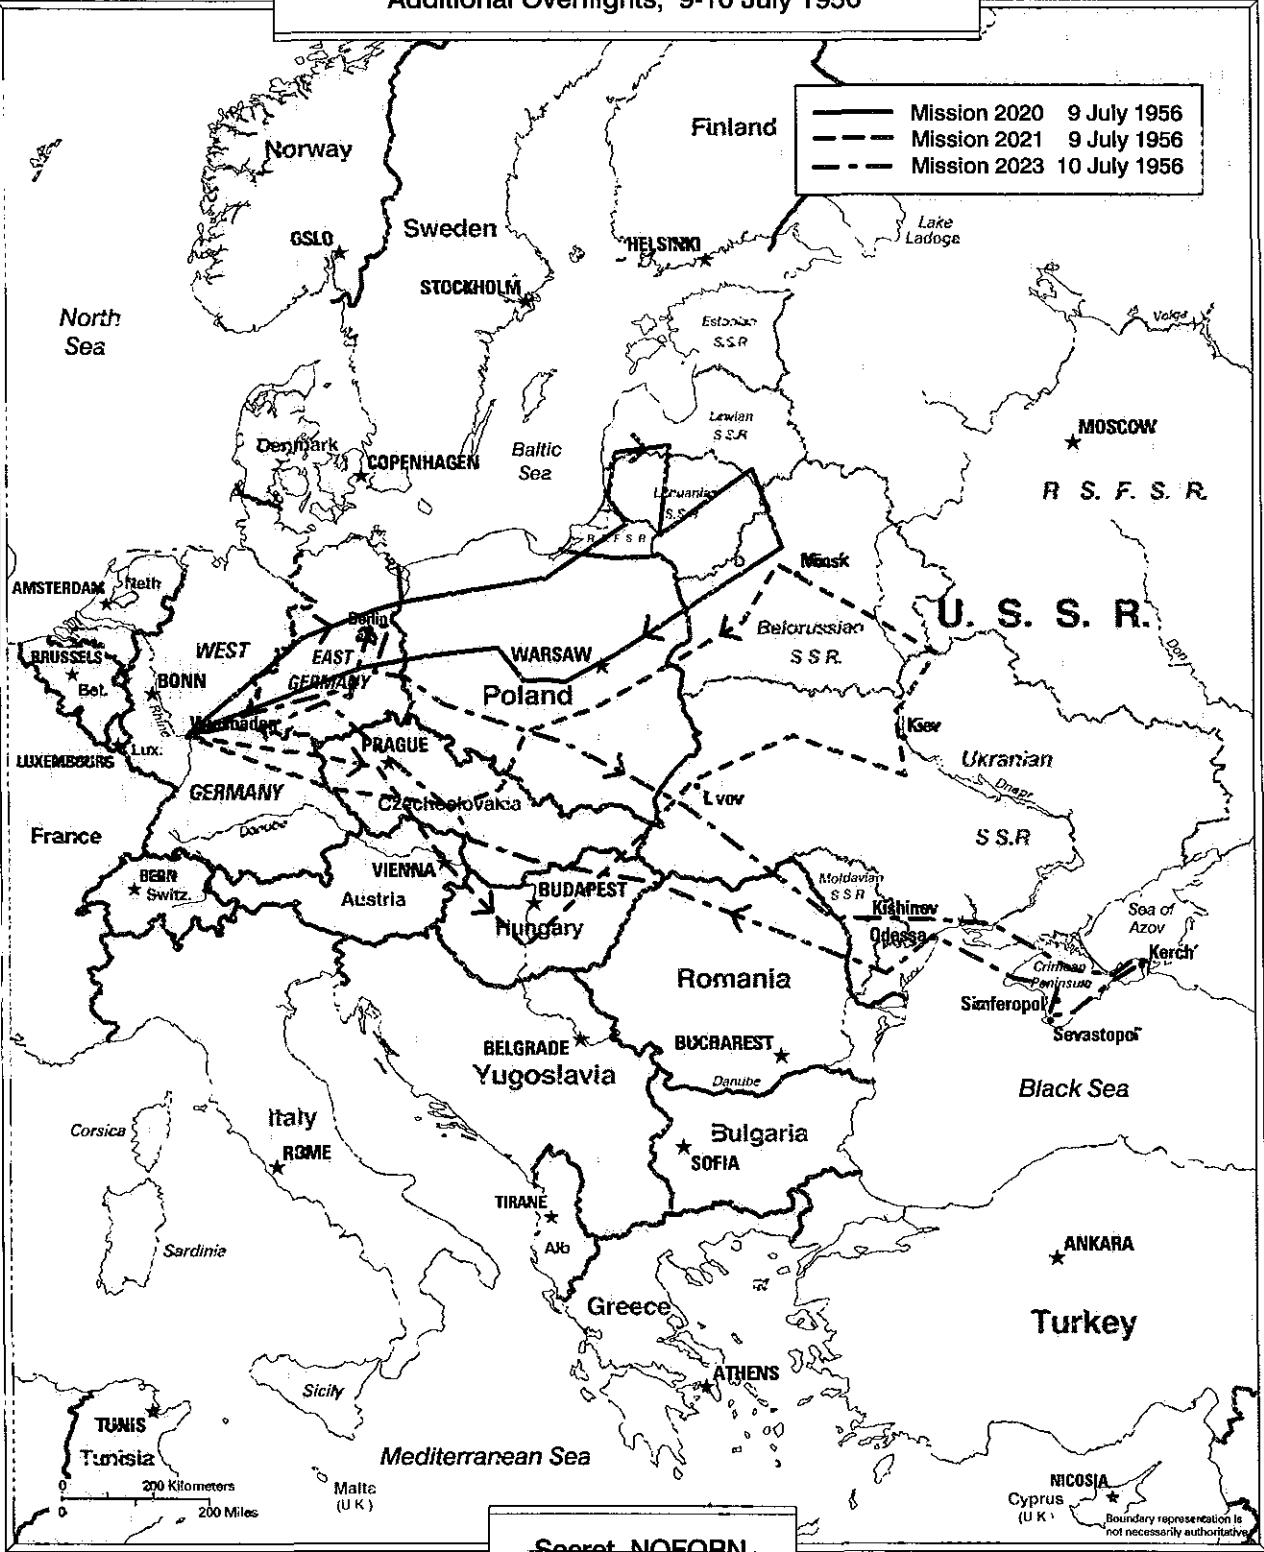 Additional Overflights, 9-10 July 1956
Mission 2020 9 July 1956
Mission 2021 9 July 1956
Mission 2023 10 July 1956
Norway
Finland
Sweden
OSLO
HELSINKI
STOCKHOLM
Lake
Ladoga
North
Sea
Estonian
S.S.R
Volga
Latvian
S.S.R
MOSCOW
Denmark
COPENHAGEN
Baltic
Sea
R S. F. S. R.
Lithuanian
S.S.R
R S F S R
Minsk
AMSTERDAM
Neth
U. S. S. R.
Berlin
WEST
EAST
GERMANY
BRUSSELS
Bel.
BONN
Rhine
WARSAW
Poland
Belorussian
S S R.
Don
Wiesbaden
Kiev
LUXEMBOURG
Lux.
PRAGUE
Ukranian
Dnepr
S S.R
GERMANY
Czechoslovakia
Lvov
France
Danube
BERN
Switz.
VIENNA
Austria
BUDAPEST
Hungary
Moldavian
S S R
Kishinev
Odessa
Sea of
Azov
Kerch'
Crimean
Peninsula
Romania
Simferopol'
Sevastopol'
BELGRADE
Yugoslavia
BUCHAREST
Danube
Black Sea
Italy
Corsica
ROME
Bulgaria
SOFIA
TIRANE
Alb
Sardinia
ANKARA
Greece
Turkey
Sicily
ATHENS
TUNIS
Tunisia
Mediterranean Sea
0 200 Kilometers
0 200 Miles
Malta
(U K)
NICOSIA
Cyprus
(U K)
Boundary representation is
not necessarily authoritative
Secret NOFORN